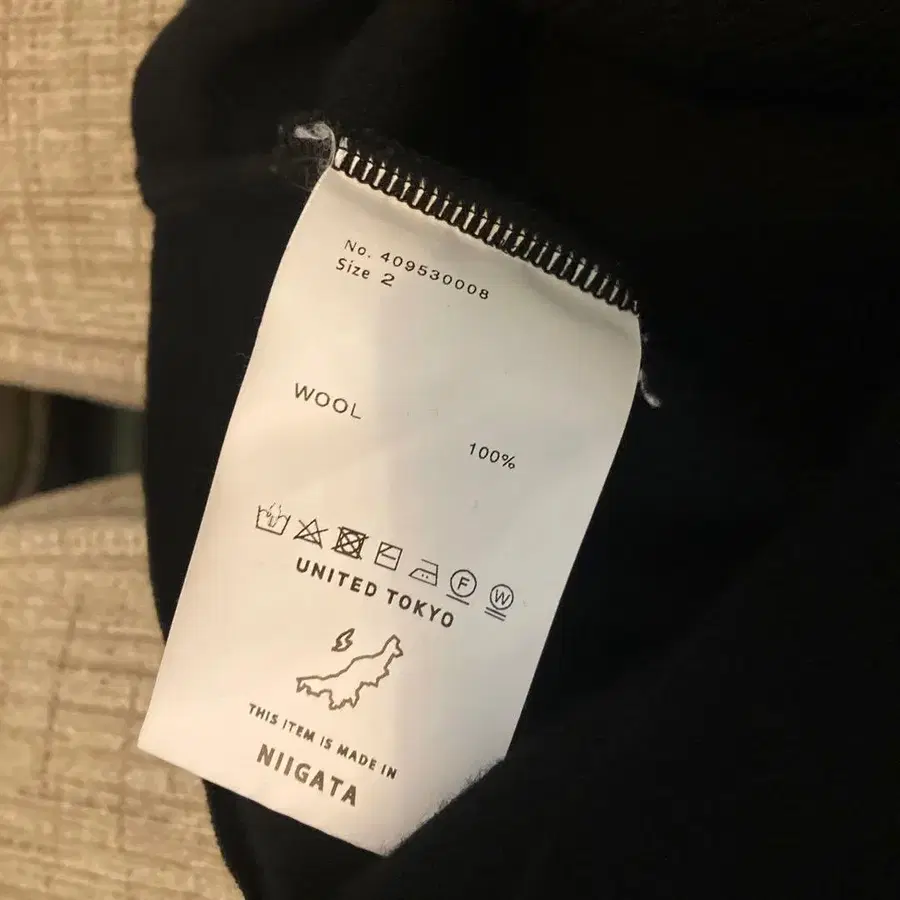 No. 409530008
Size 2
WOOL
100%
F W
UNITED TOKYO
THIS ITEM IS MADE IN
NIIGATA